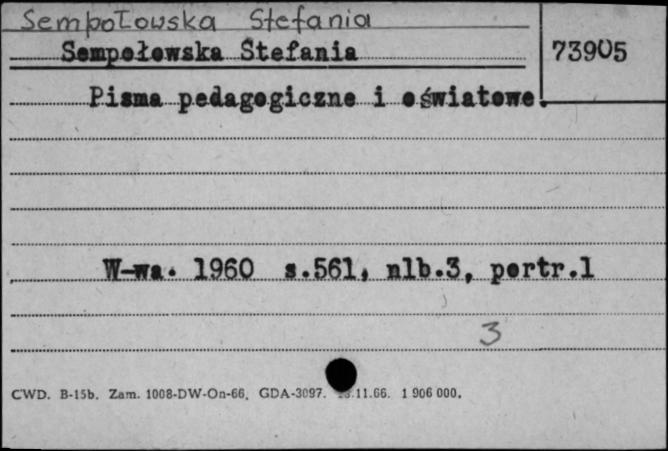 Sempołowska Stefania
Sempołowska Stefania
73905
Pisma pedagogiczne i oświatowe.
W-wa. 1960 s.561, nlb.3, portr.1
3
CWD. B-15b. Zam. 1008-DW-On-66. GDA-3097. .11.66. 1 906 000.